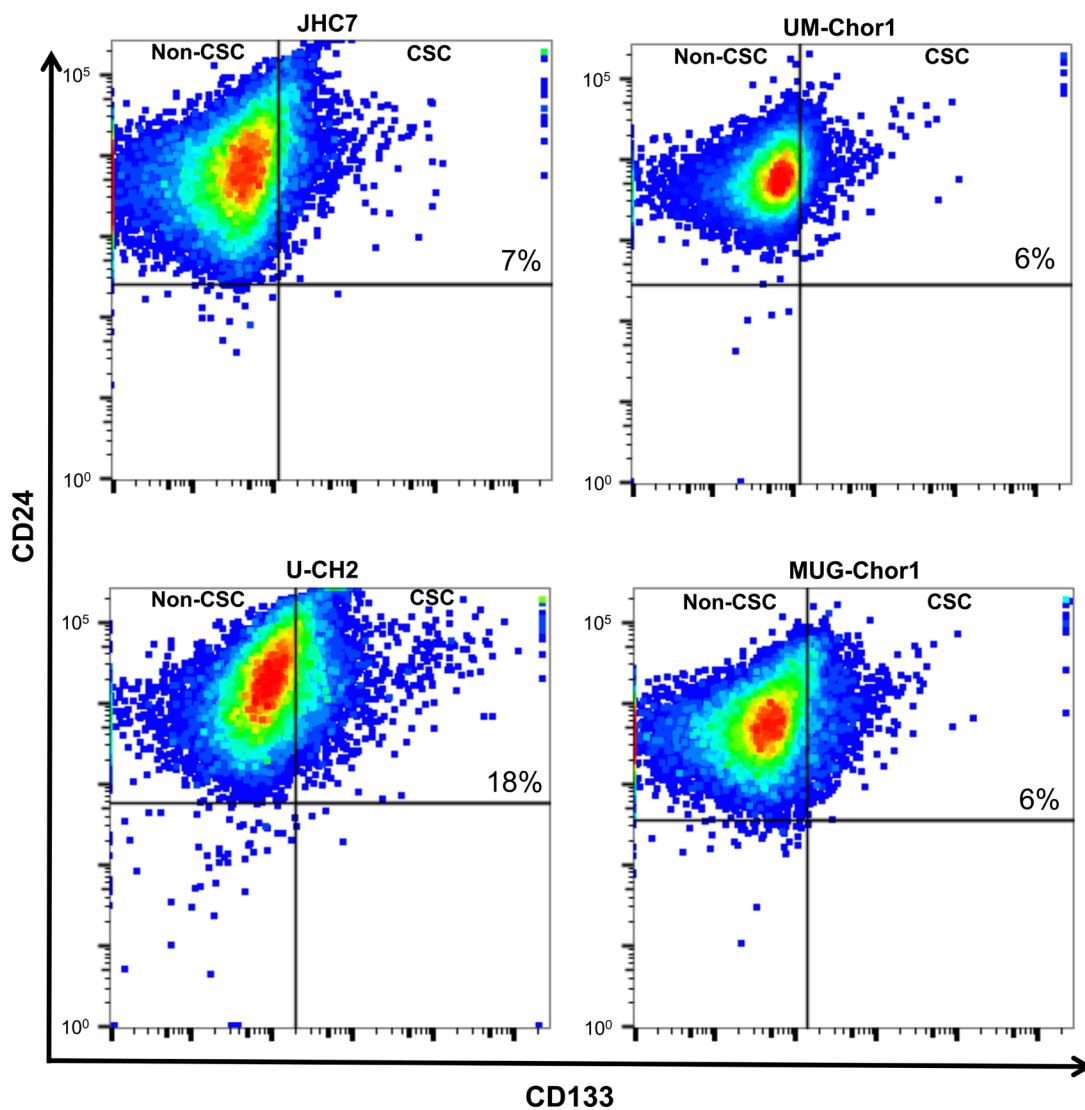 JHC7
Non-CSC CSC
10⁵
7%
10⁰
UM-Chor1
Non-CSC CSC
10⁵
6%
10⁰
CD24
U-CH2
Non-CSC CSC
10⁵
18%
10⁰
MUG-Chor1
Non-CSC CSC
10⁵
6%
10⁰
CD133